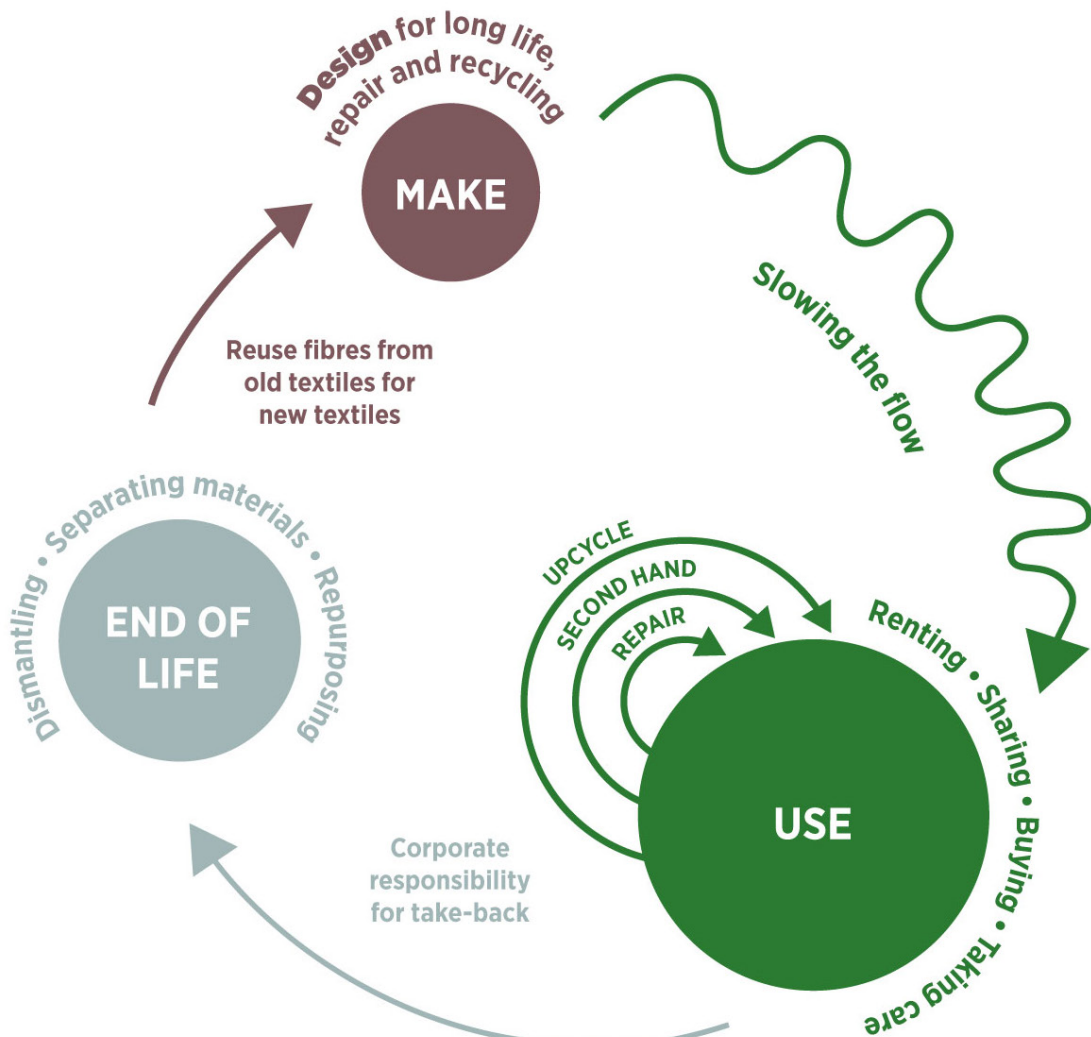 Design for long life,
repair and recycling
MAKE
Slowing the flow
Reuse fibres from
old textiles for
new textiles
Dismantling • Separating materials • Repurposing
END OF
LIFE
UPCYCLE
SECOND HAND
REPAIR
Renting • Sharing • Buying • Taking care
USE
Corporate
responsibility
for take-back